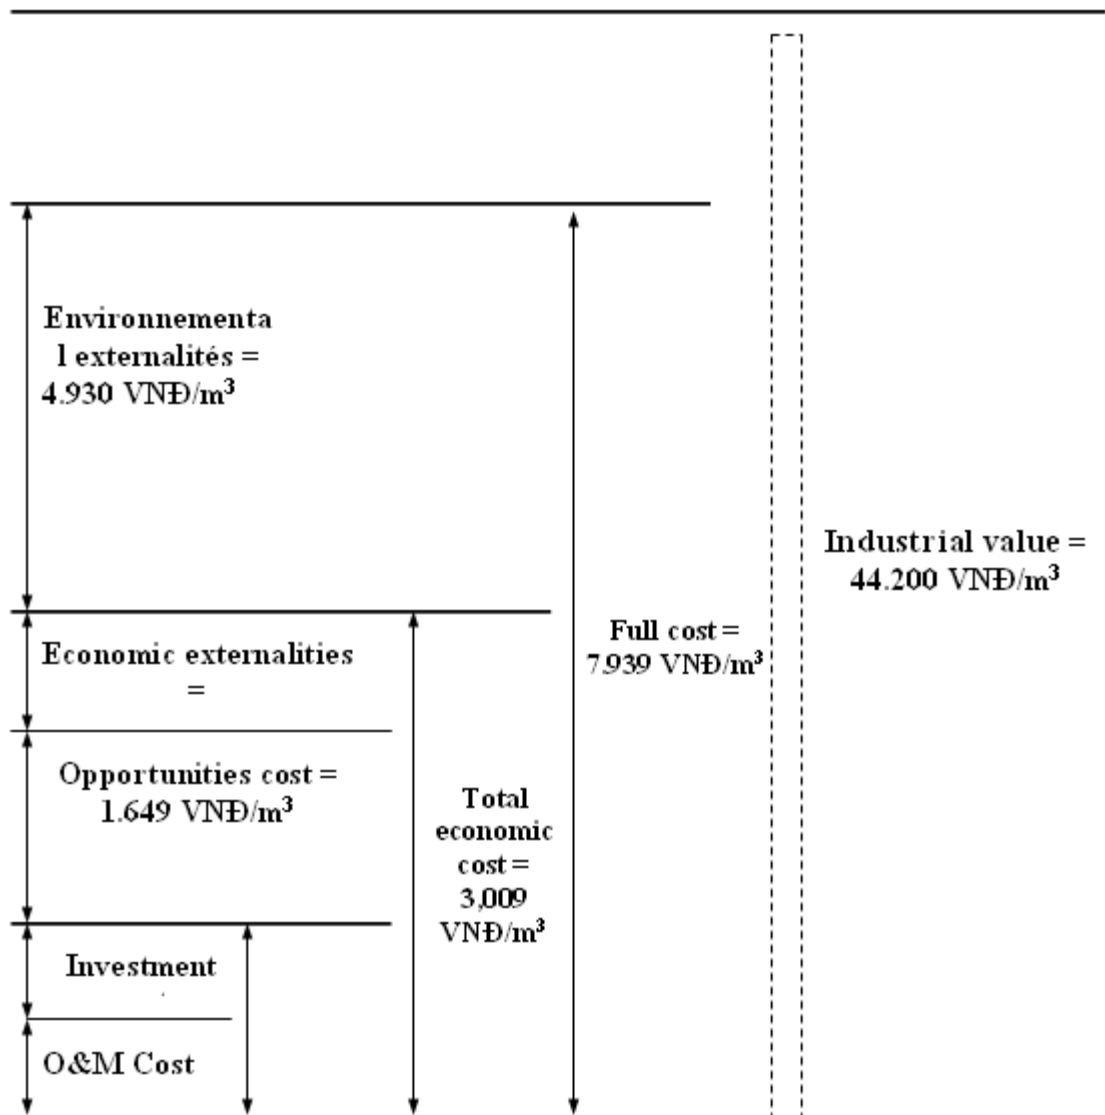 Environnementa
l externalités =
4.930 VNĐ/m³
Industrial value =
44.200 VNĐ/m³
Full cost =
7.939 VNĐ/m³
Economic externalities
=
Opportunities cost =
1.649 VNĐ/m³
Total
economic
cost =
3,009
VNĐ/m³
Investment
O&M Cost